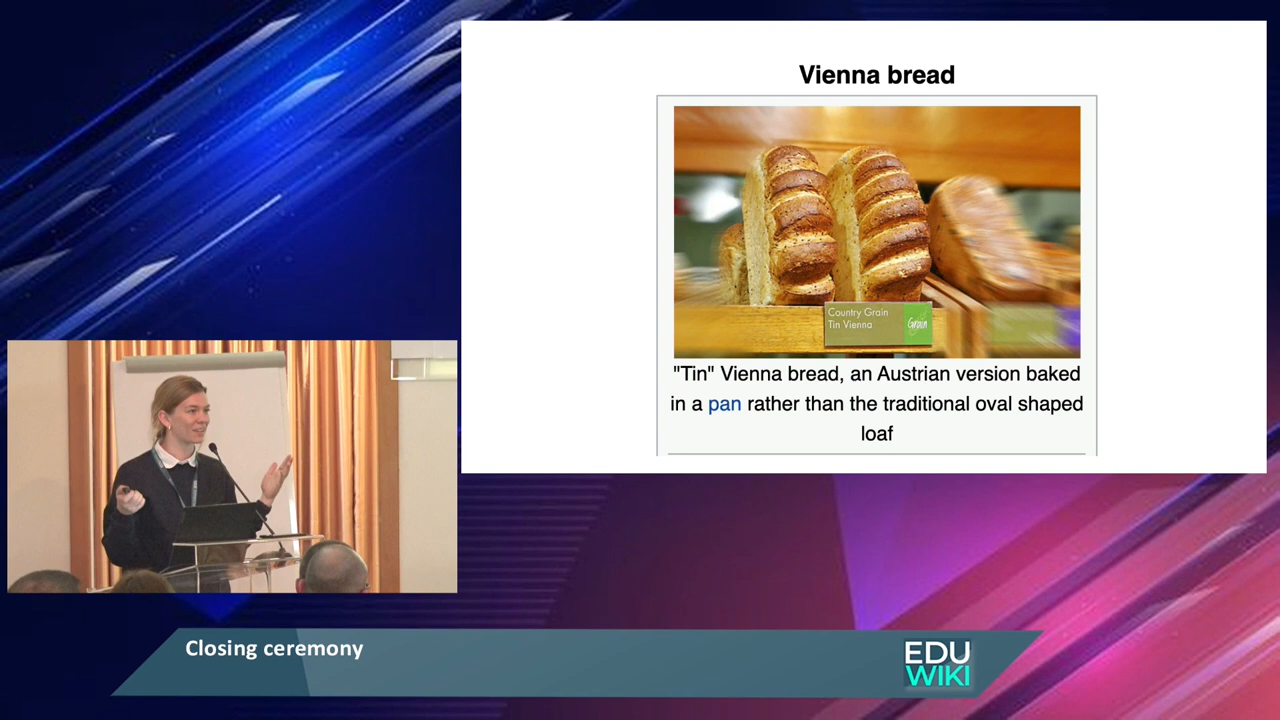 Vienna bread
Country Grain
Tin Vienna
Grain
"Tin" Vienna bread, an Austrian version baked
in a pan rather than the traditional oval shaped
loaf
Closing ceremony
EDU
WIKI